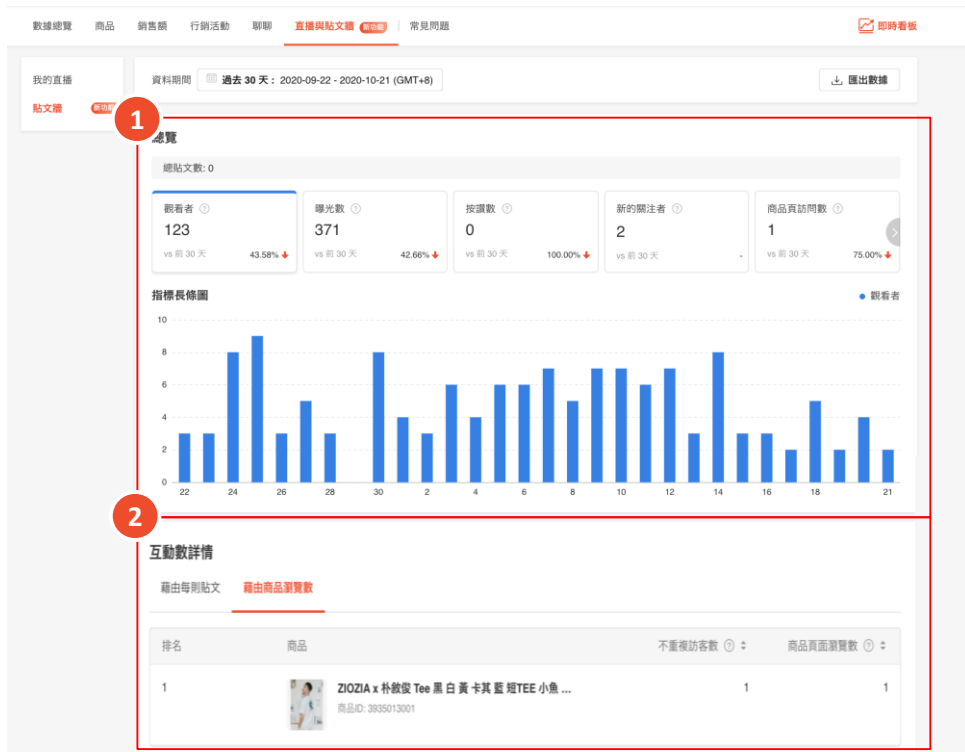 數據總覽 商品 銷售額 行銷活動 聊聊 直播與貼文牆 新功能 常見問題 即時看板
我的直播
貼文牆 新功能
資料期間 過去 30 天： 2020-09-22 - 2020-10-21 (GMT+8) 匯出數據
1
總覽
總貼文數: 0
觀看者 ? 曝光數 ? 按讚數 ? 新的關注者 ? 商品頁訪問數 ?
123 371 0 2 1
vs 前 30 天 43.58% vs 前 30 天 42.66% vs 前 30 天 100.00% vs 前 30 天 - vs 前 30 天 75.00%
指標長條圖 觀看者
10
8
6
4
2
0
22 24 26 28 30 2 4 6 8 10 12 14 16 18 21
2
互動數詳情
藉由每則貼文 藉由商品瀏覽數
排名 商品 不重複訪客數 ? 商品頁面瀏覽數 ?
1 ZIOZIA x 朴敘俊 Tee 黑 白 黃 卡其 藍 短TEE 小魚 ... 1 1
商品ID: 3935013001